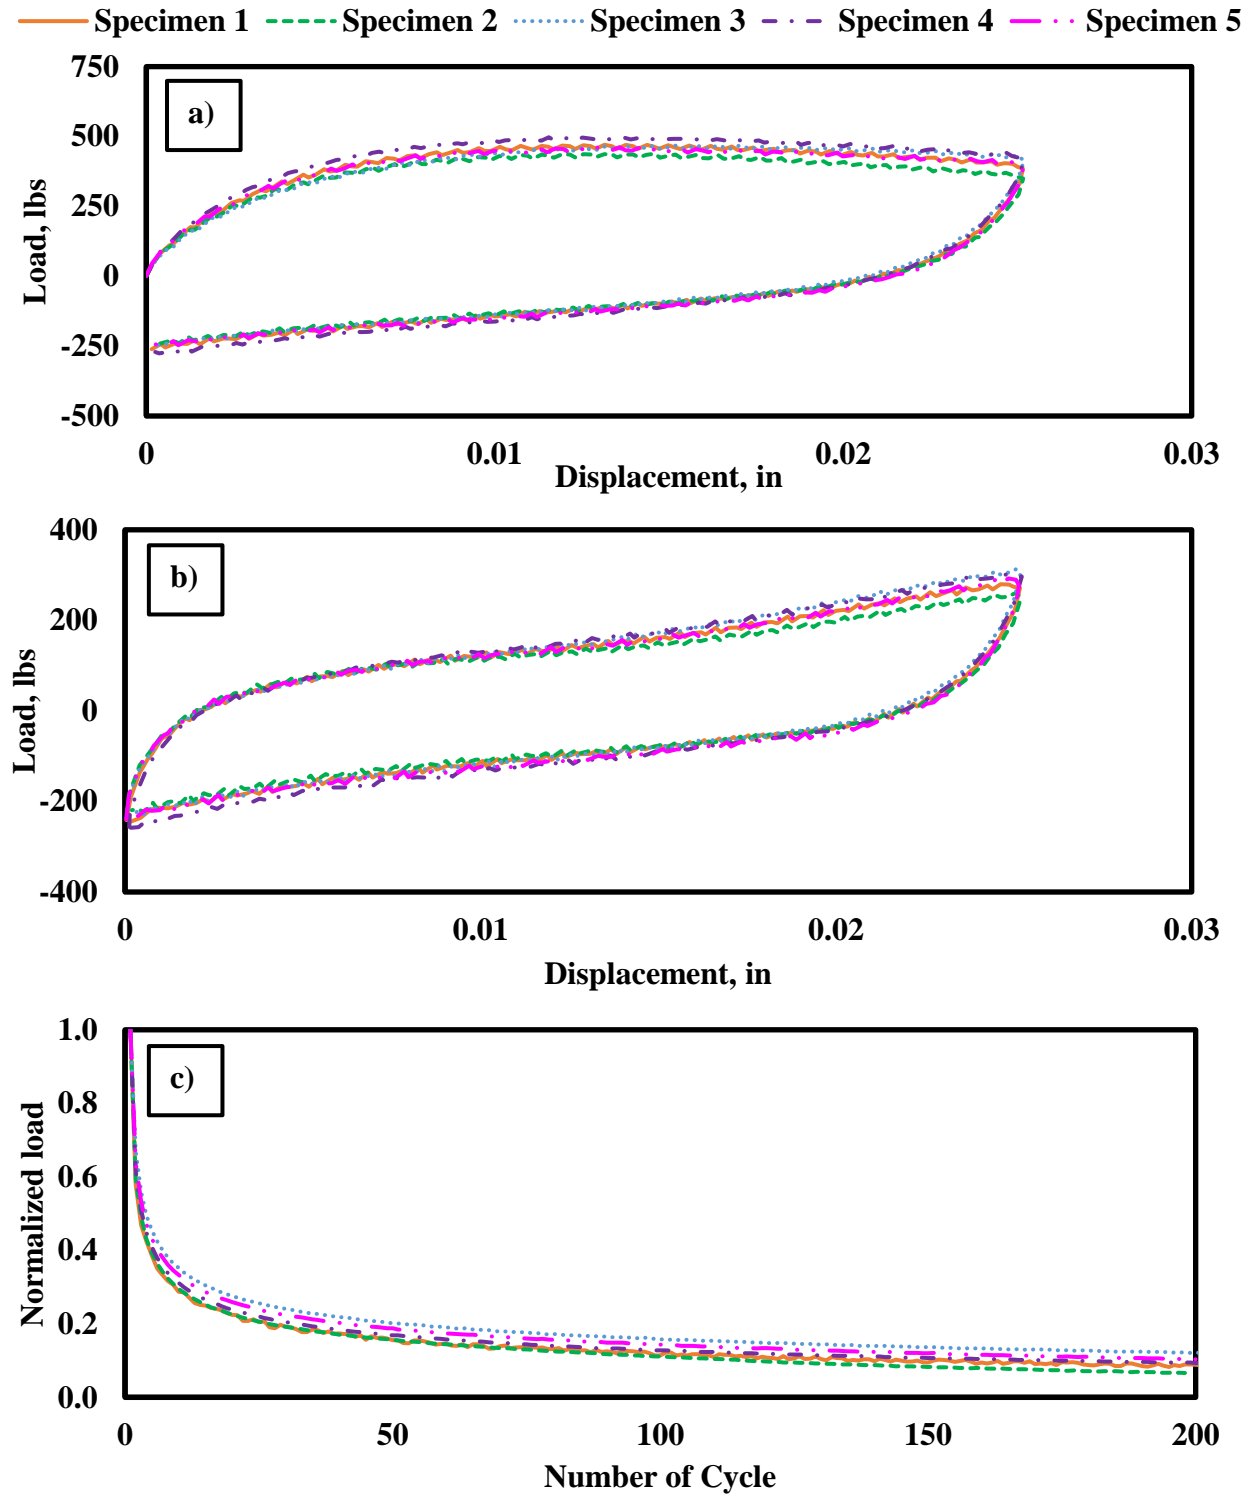 Specimen 1 Specimen 2 Specimen 3 Specimen 4 Specimen 5
a)
Load, lbs
750
500
250
0
-250
-500
0 0.01 0.02 0.03
Displacement, in
b)
Load, lbs
400
200
0
-200
-400
0 0.01 0.02 0.03
Displacement, in
c)
Normalized load
1.0
0.8
0.6
0.4
0.2
0.0
0 50 100 150 200
Number of Cycle